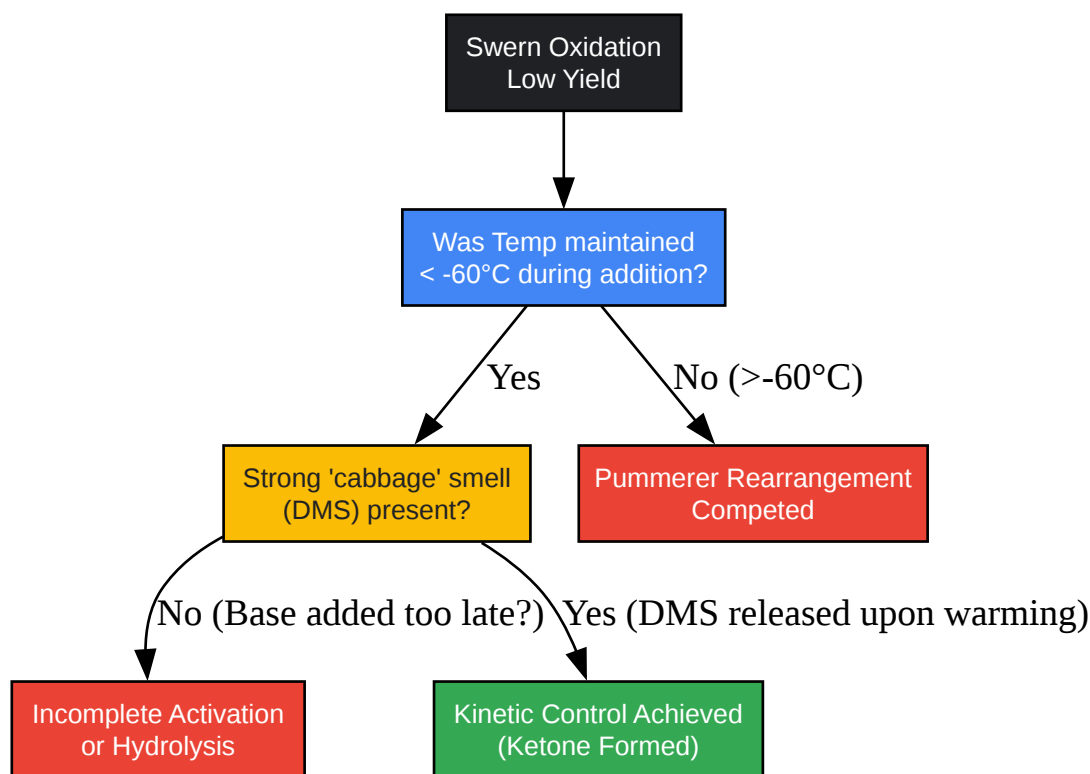 Swern Oxidation
Low Yield
Was Temp maintained
< -60°C during addition?
Yes
No (>-60°C)
Strong 'cabbage' smell
(DMS) present?
Pummerer Rearrangement
Competed
No (Base added too late?)
Yes (DMS released upon warming)
Incomplete Activation
or Hydrolysis
Kinetic Control Achieved
(Ketone Formed)